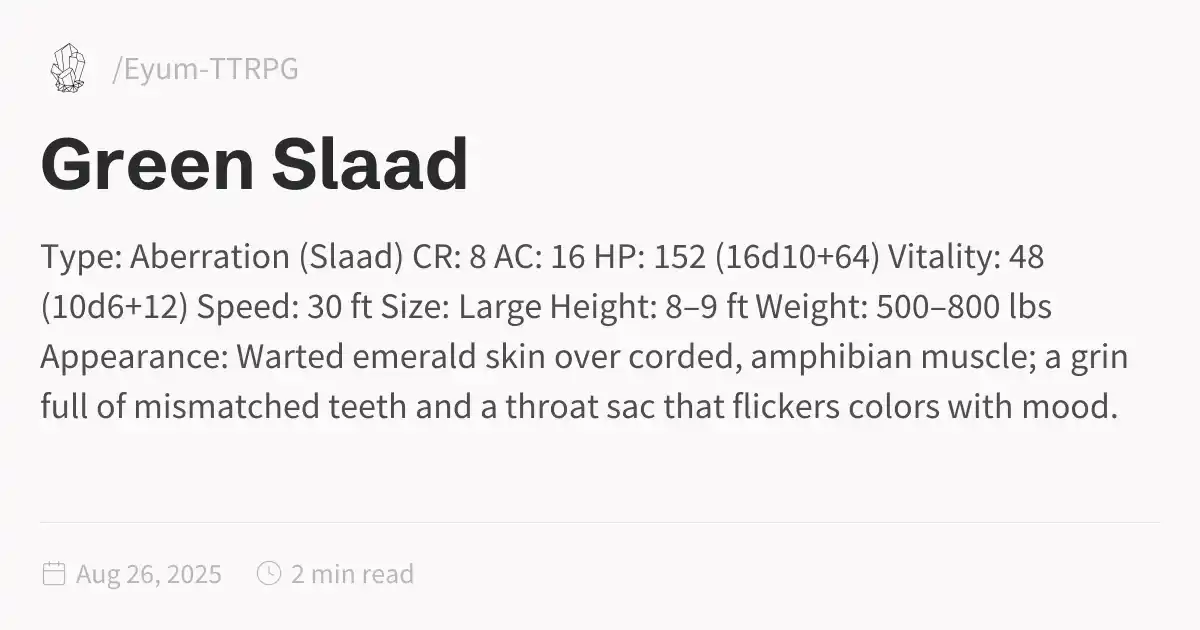 /Eyum-TTRPG
Green Slaad
Type: Aberration (Slaad) CR: 8 AC: 16 HP: 152 (16d10+64) Vitality: 48
(10d6+12) Speed: 30 ft Size: Large Height: 8–9 ft Weight: 500–800 lbs
Appearance: Warted emerald skin over corded, amphibian muscle; a grin
full of mismatched teeth and a throat sac that flickers colors with mood.
Aug 26, 2025 2 min read